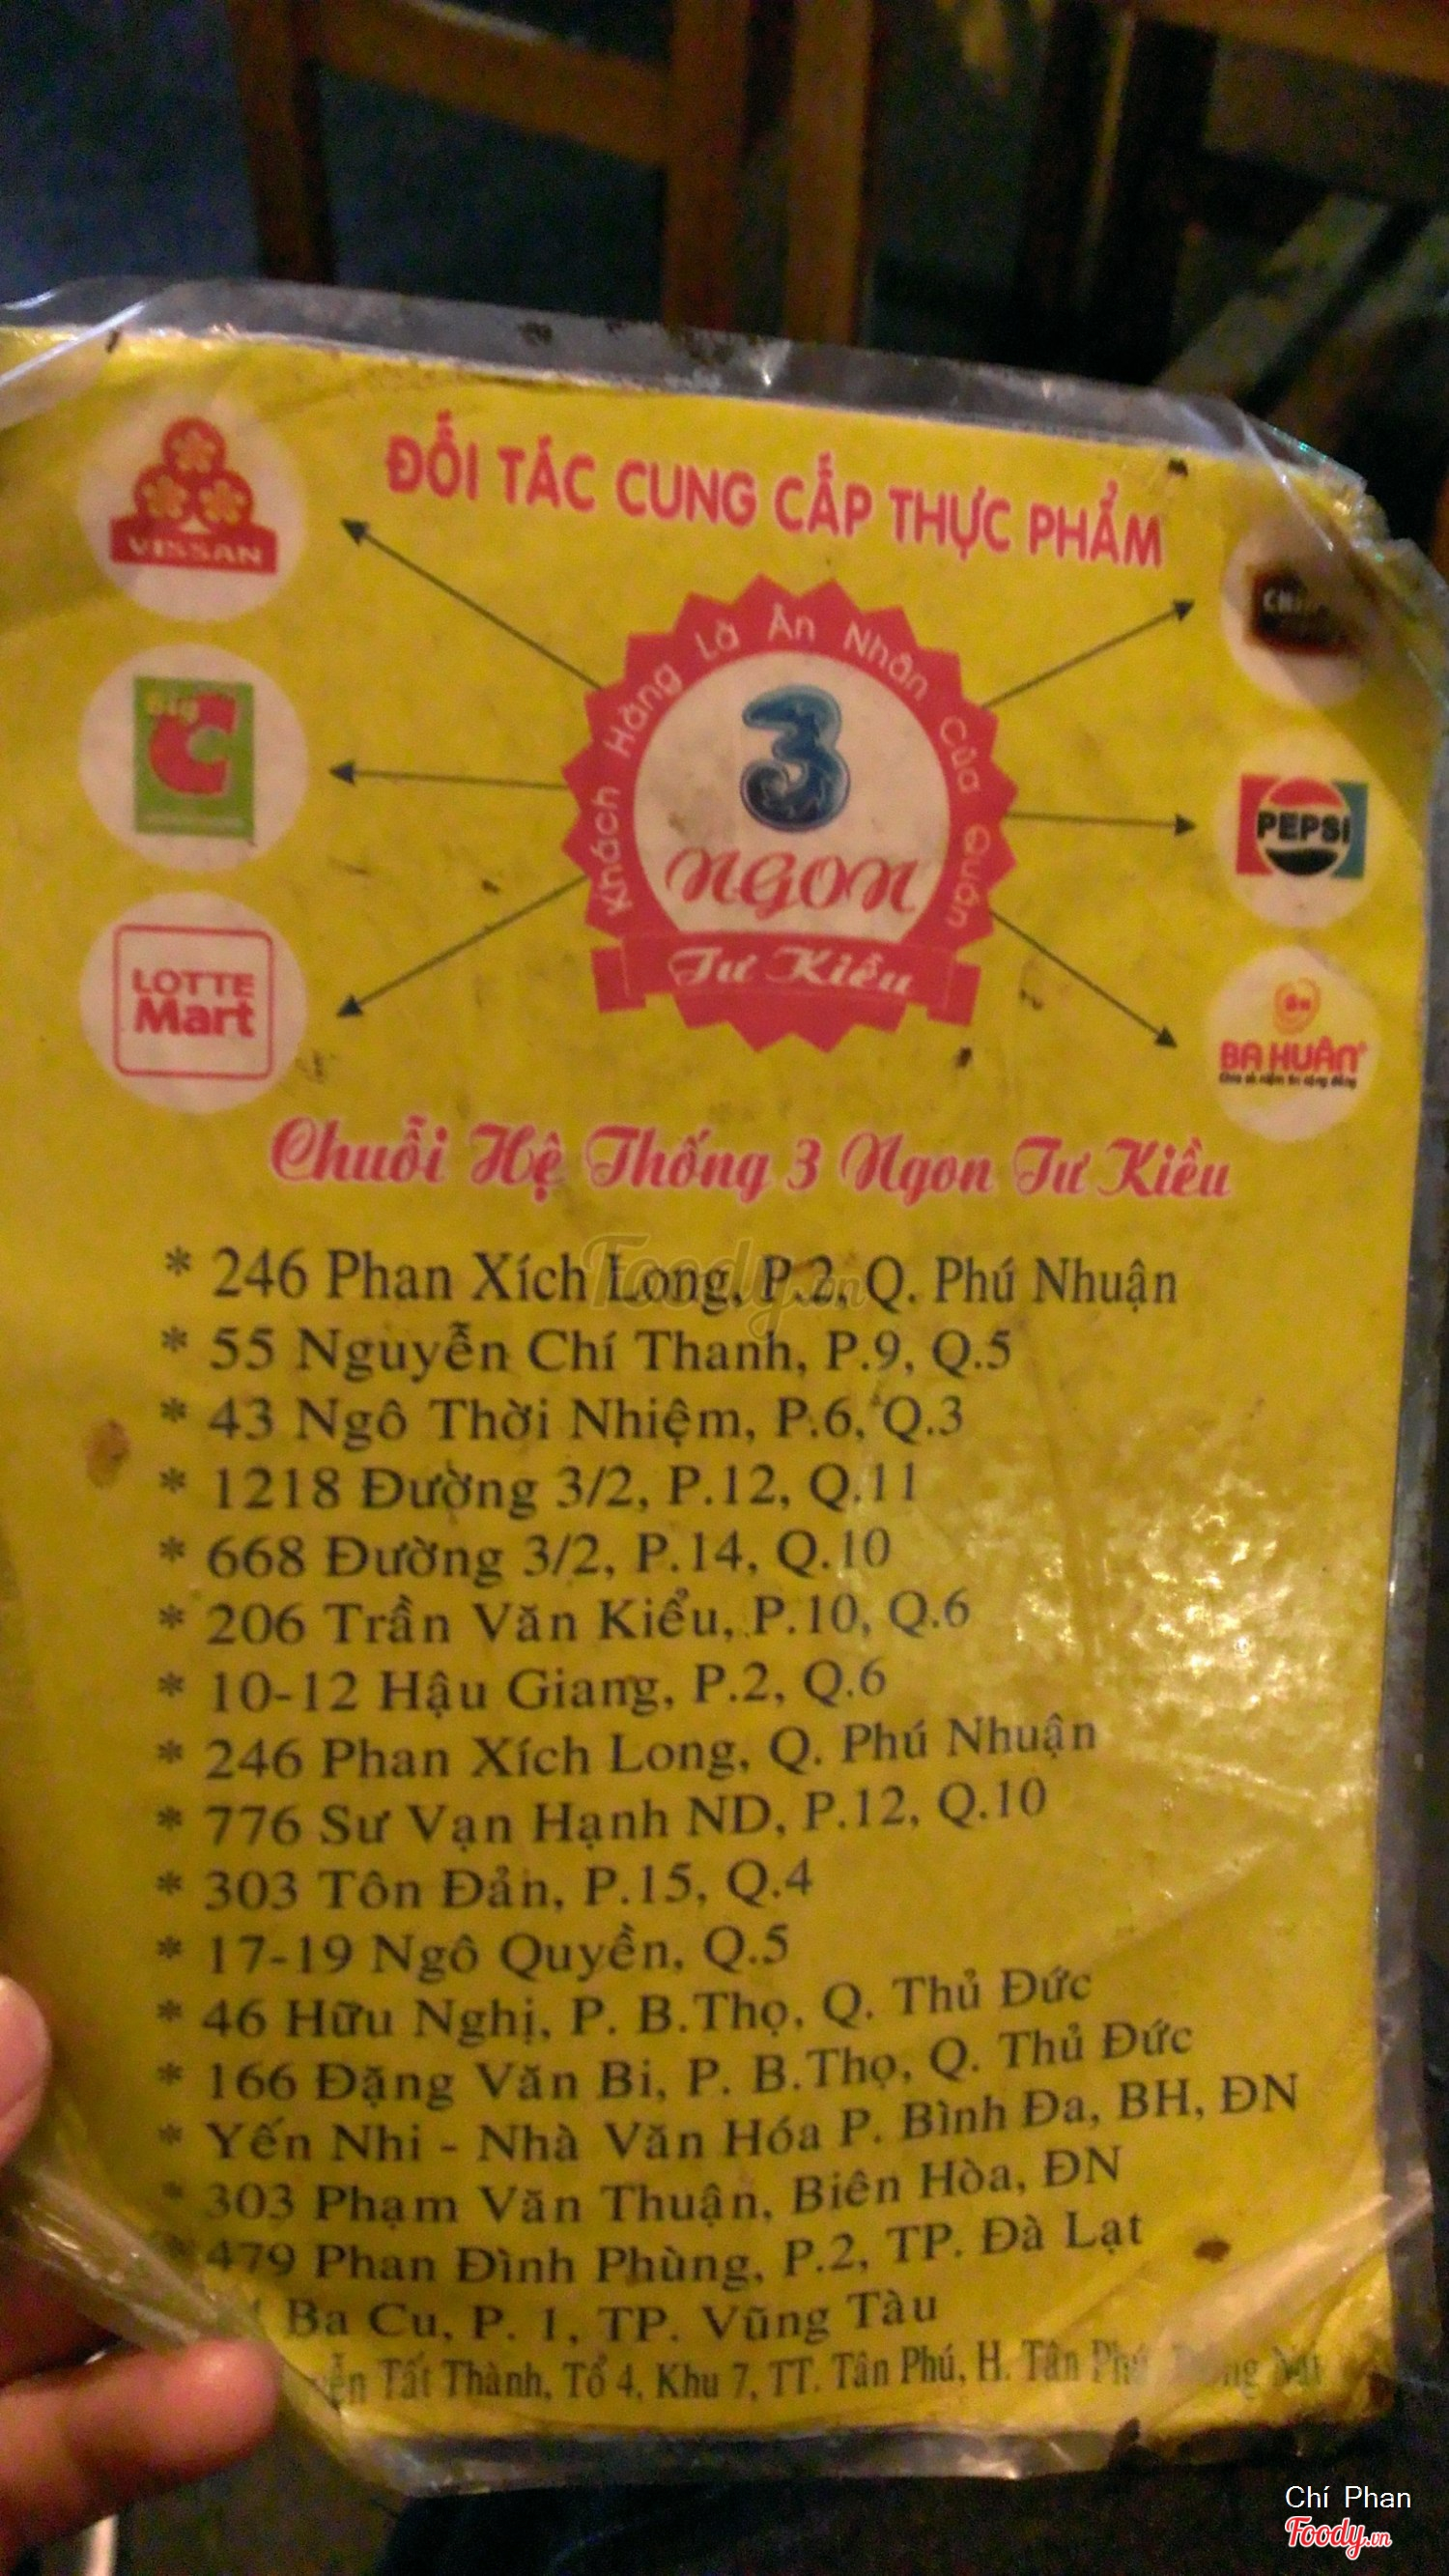 ĐỐI TÁC CUNG CẤP THỰC PHẨM
VISSAN
Big C
LOTTE
Mart
Khách Hàng Là Ân Nhân Của Quán
3
NGON
Tư Kiều
PEPSI
BA HUÂN
Chuỗi Hệ Thống 3 Ngon Tư Kiều
* 246 Phan Xích Long, P.2, Q. Phú Nhuận
* 55 Nguyễn Chí Thanh, P.9, Q.5
* 43 Ngô Thời Nhiệm, P.6, Q.3
* 1218 Đường 3/2, P.12, Q.11
* 668 Đường 3/2, P.14, Q.10
* 206 Trần Văn Kiểu, P.10, Q.6
* 10-12 Hậu Giang, P.2, Q.6
* 246 Phan Xích Long, Q. Phú Nhuận
* 776 Sư Vạn Hạnh ND, P.12, Q.10
* 303 Tôn Đản, P.15, Q.4
* 17-19 Ngô Quyền, Q.5
* 46 Hữu Nghị, P. B.Thọ, Q. Thủ Đức
* 166 Đặng Văn Bi, P. B.Thọ, Q. Thủ Đức
* Yến Nhi - Nhà Văn Hóa P. Bình Đa, BH, ĐN
* 303 Phạm Văn Thuận, Biên Hòa, ĐN
479 Phan Đình Phùng, P.2, TP. Đà Lạt
Ba Cu, P. 1, TP. Vũng Tàu
Tất Thành, Tổ 4, Khu 7, TT. Tân Phú, H. Tân Phú
Foody.vn
Chí Phan
Foody.vn